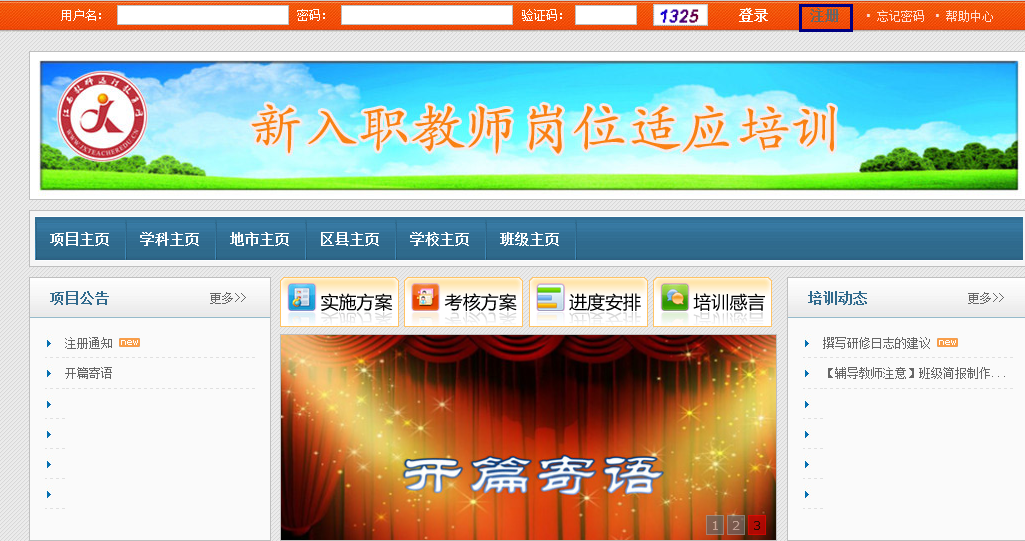 用户名： 密码： 验证码： 1325 登录 注册 · 忘记密码 · 帮助中心
WWW.JXTEACHEREDU.CN
新入职教师岗位适应培训
项目主页 学科主页 地市主页 区县主页 学校主页 班级主页
项目公告 更多>>
注册通知 new
开篇寄语
实施方案 考核方案 进度安排 培训感言
开篇寄语
1 2 3
培训动态 更多>>
撰写研修日志的建议 new
【辅导教师注意】班级简报制作...